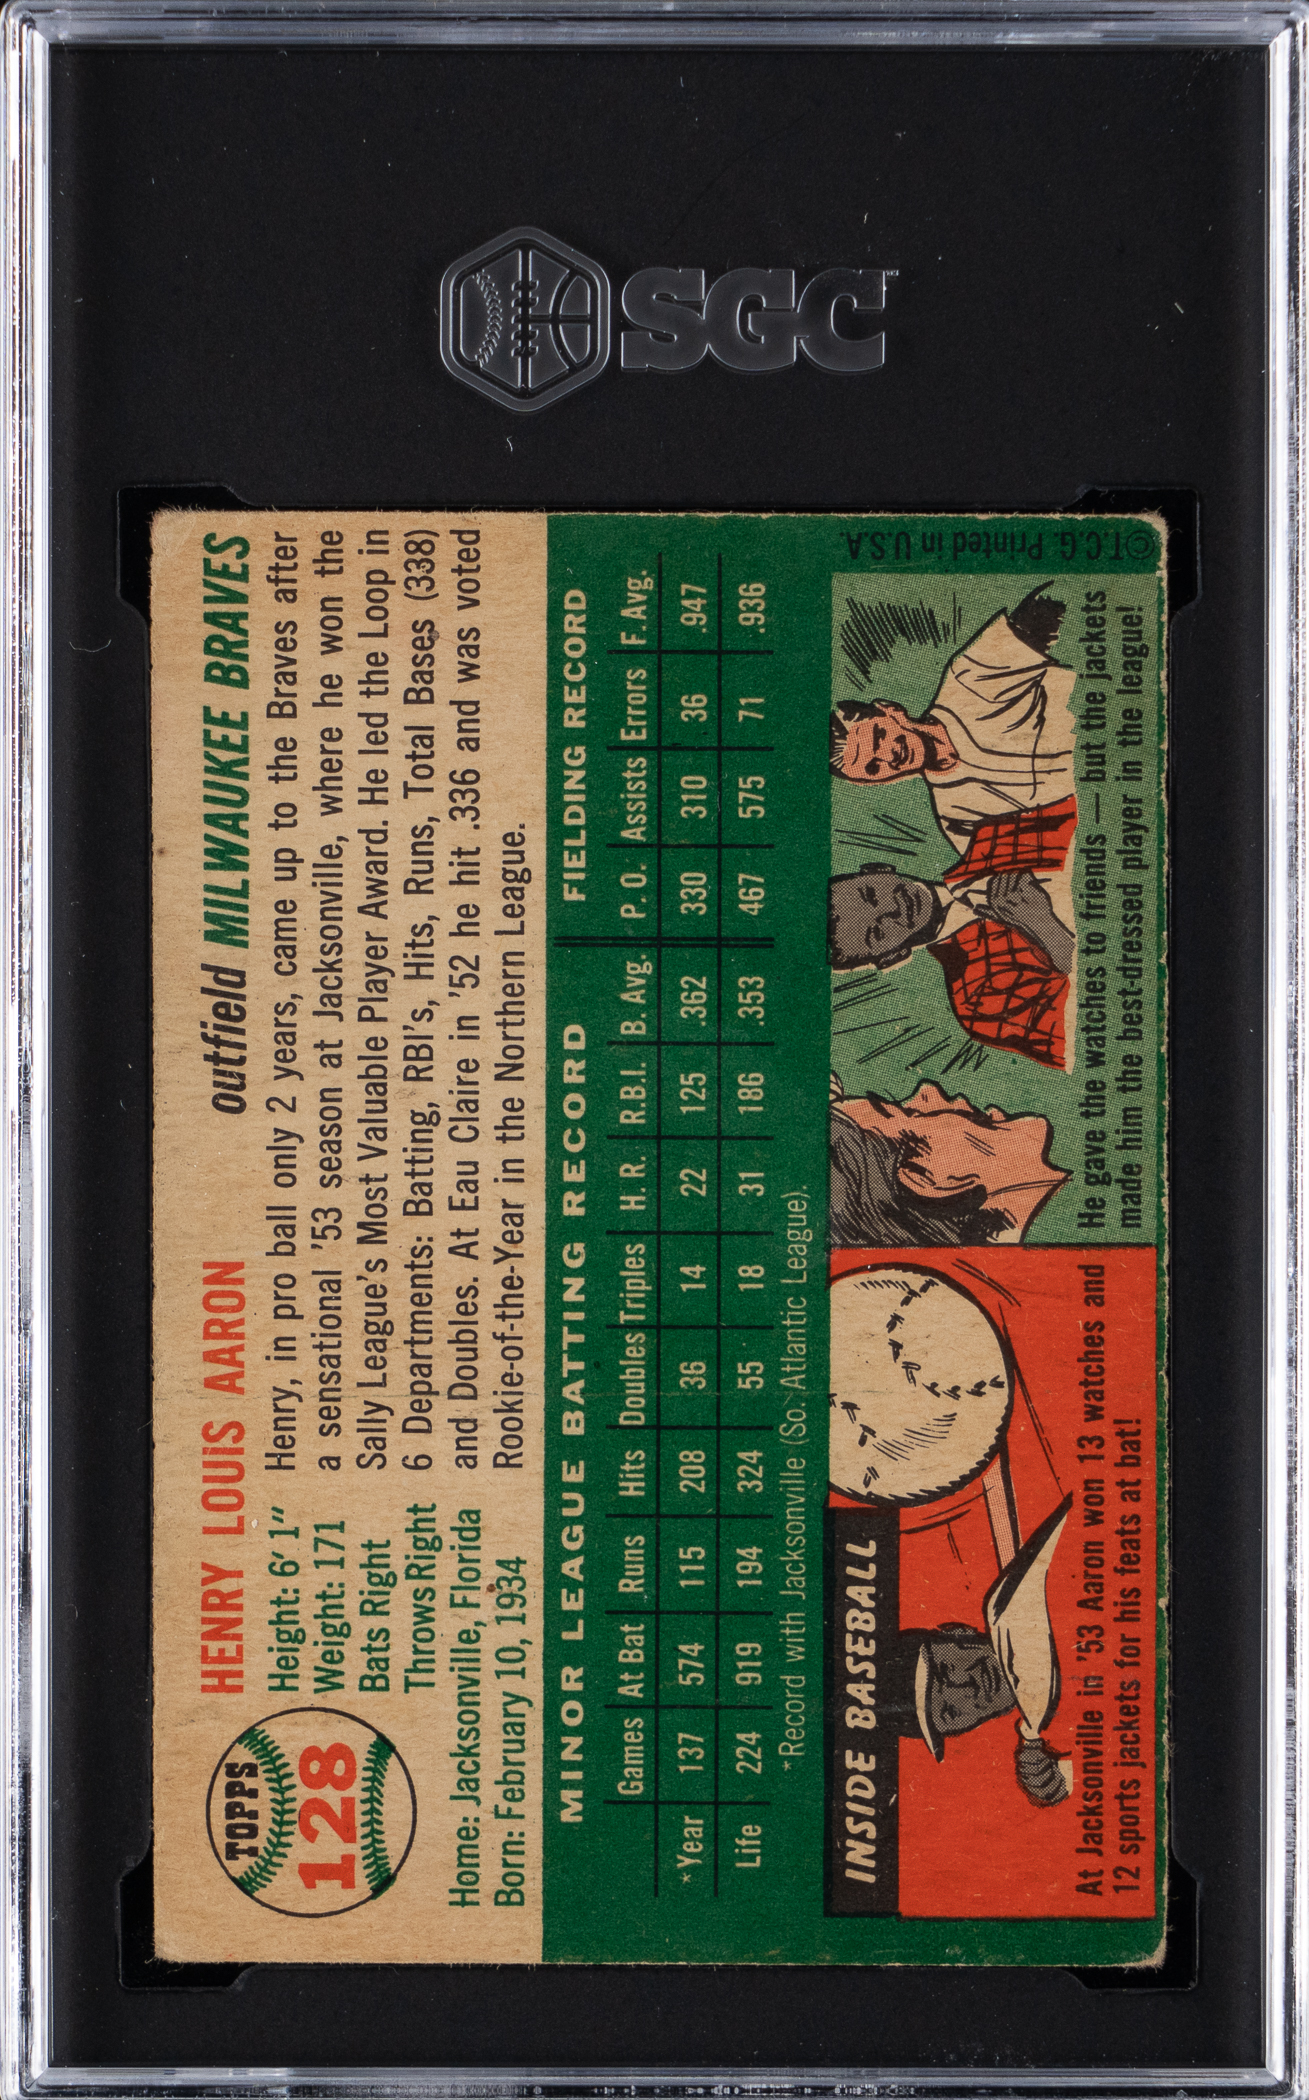 SGC
TOPPS
128
HENRY LOUIS AARON
outfield MILWAUKEE BRAVES
Height: 6' 1"
Weight: 171
Bats Right
Throws Right
Home: Jacksonville, Florida
Born: February 10, 1934
Henry, in pro ball only 2 years, came up to the Braves after
a sensational '53 season at Jacksonville, where he won the
Sally League's Most Valuable Player Award. He led the Loop in
6 Departments: Batting, RBI's, Hits, Runs, Total Bases (338)
and Doubles. At Eau Claire in '52 he hit .336 and was voted
Rookie-of-the-Year in the Northern League.
MINOR LEAGUE BATTING RECORD FIELDING RECORD
Games At Bat Runs Hits Doubles Triples H. R. R.B.I. B. Avg. P. O. Assists Errors F. Avg.
*Year 137 574 115 208 36 14 22 125 .362 330 310 36 .947
Life 224 919 194 324 55 18 31 186 .353 467 575 71 .936
*Record with Jacksonville (So. Atlantic League).
INSIDE BASEBALL
At Jacksonville in '53 Aaron won 13 watches and
12 sports jackets for his feats at bat!
He gave the watches to friends — but the jackets
made him the best-dressed player in the league!
©T.C.G. Printed in U.S.A.